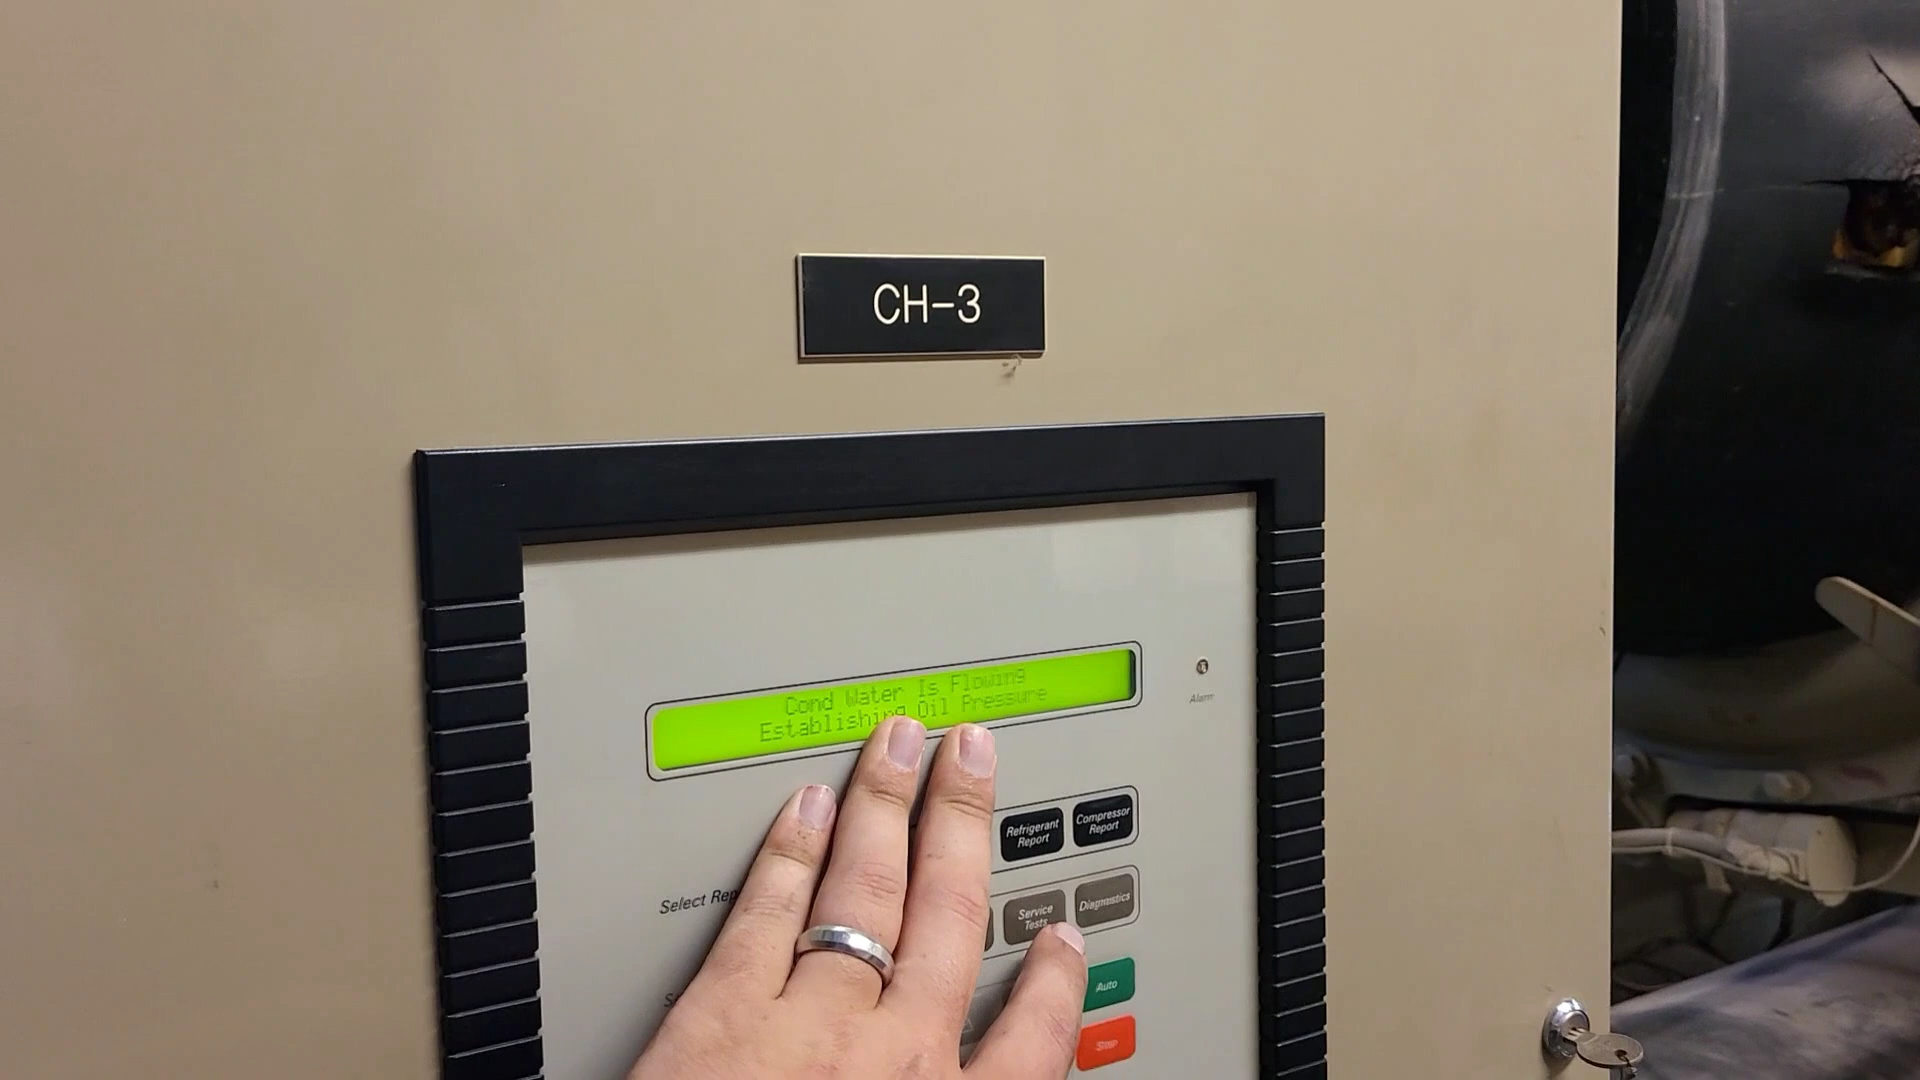 CH-3
Cond Water Is Flowing
Establishing Oil Pressure
Alarm
Refrigerant
Report
Compressor
Report
Select
Service
Tests
Diagnostics
Auto
Stop